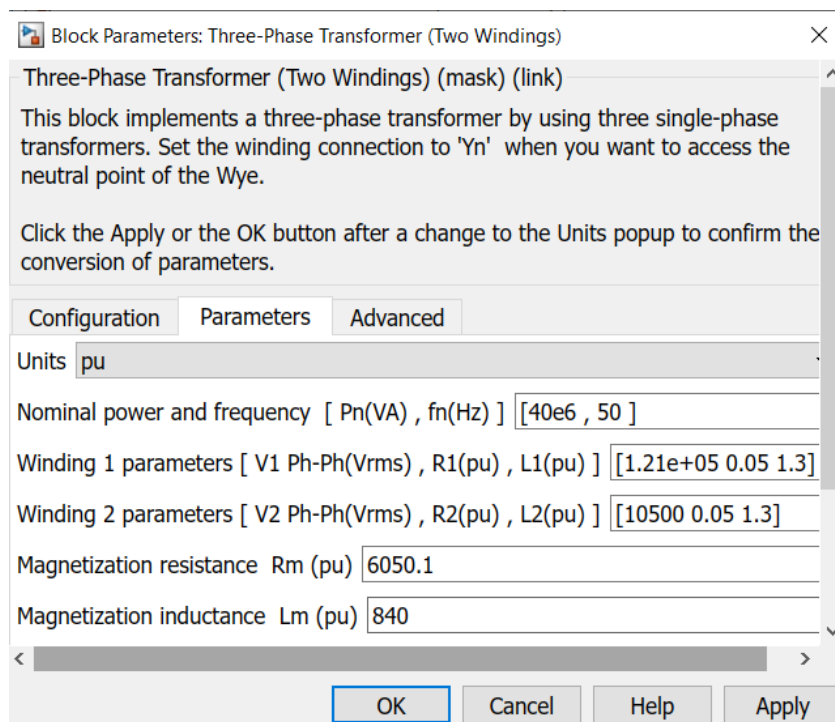 Block Parameters: Three-Phase Transformer (Two Windings)
Three-Phase Transformer (Two Windings) (mask) (link)
This block implements a three-phase transformer by using three single-phase
transformers. Set the winding connection to 'Yn' when you want to access the
neutral point of the Wye.
Click the Apply or the OK button after a change to the Units popup to confirm the
conversion of parameters.
Configuration Parameters Advanced
Units pu
Nominal power and frequency [ Pn(VA) , fn(Hz) ] [40e6 , 50 ]
Winding 1 parameters [ V1 Ph-Ph(Vrms) , R1(pu) , L1(pu) ] [1.21e+05 0.05 1.3]
Winding 2 parameters [ V2 Ph-Ph(Vrms) , R2(pu) , L2(pu) ] [10500 0.05 1.3]
Magnetization resistance Rm (pu) 6050.1
Magnetization inductance Lm (pu) 840
OK Cancel Help Apply